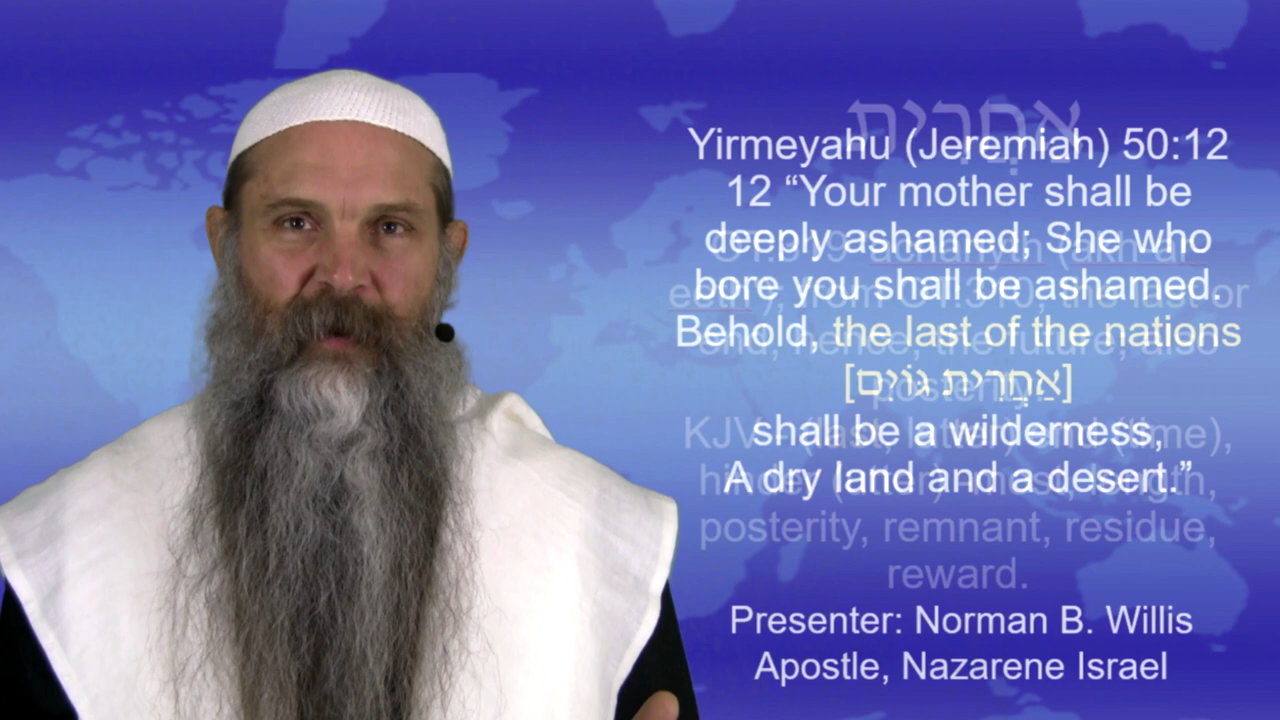 אַחֲרִית
Yirmeyahu (Jeremiah) 50:12
12 “Your mother shall be
deeply ashamed; She who
bore you shall be ashamed.
Behold, the last of the nations
[אַחֲרִית גּוֹיִם]
shall be a wilderness,
A dry land and a desert.”
posterity, remnant, residue,
reward.
Presenter: Norman B. Willis
Apostle, Nazarene Israel